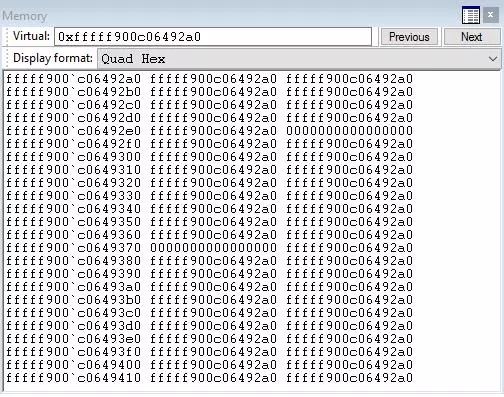 Memory
Virtual: 0xfffff900c06492a0 Previous Next
Display format: Quad Hex
fffff900`c06492a0 fffff900c06492a0 fffff900c06492a0
fffff900`c06492b0 fffff900c06492a0 fffff900c06492a0
fffff900`c06492c0 fffff900c06492a0 fffff900c06492a0
fffff900`c06492d0 fffff900c06492a0 fffff900c06492a0
fffff900`c06492e0 fffff900c06492a0 0000000000000000
fffff900`c06492f0 fffff900c06492a0 fffff900c06492a0
fffff900`c0649300 fffff900c06492a0 fffff900c06492a0
fffff900`c0649310 fffff900c06492a0 fffff900c06492a0
fffff900`c0649320 fffff900c06492a0 fffff900c06492a0
fffff900`c0649330 fffff900c06492a0 fffff900c06492a0
fffff900`c0649340 fffff900c06492a0 fffff900c06492a0
fffff900`c0649350 fffff900c06492a0 fffff900c06492a0
fffff900`c0649360 fffff900c06492a0 fffff900c06492a0
fffff900`c0649370 0000000000000000 fffff900c06492a0
fffff900`c0649380 fffff900c06492a0 fffff900c06492a0
fffff900`c0649390 fffff900c06492a0 fffff900c06492a0
fffff900`c06493a0 fffff900c06492a0 fffff900c06492a0
fffff900`c06493b0 fffff900c06492a0 fffff900c06492a0
fffff900`c06493c0 fffff900c06492a0 fffff900c06492a0
fffff900`c06493d0 fffff900c06492a0 fffff900c06492a0
fffff900`c06493e0 fffff900c06492a0 fffff900c06492a0
fffff900`c06493f0 fffff900c06492a0 fffff900c06492a0
fffff900`c0649400 fffff900c06492a0 fffff900c06492a0
fffff900`c0649410 fffff900c06492a0 fffff900c06492a0